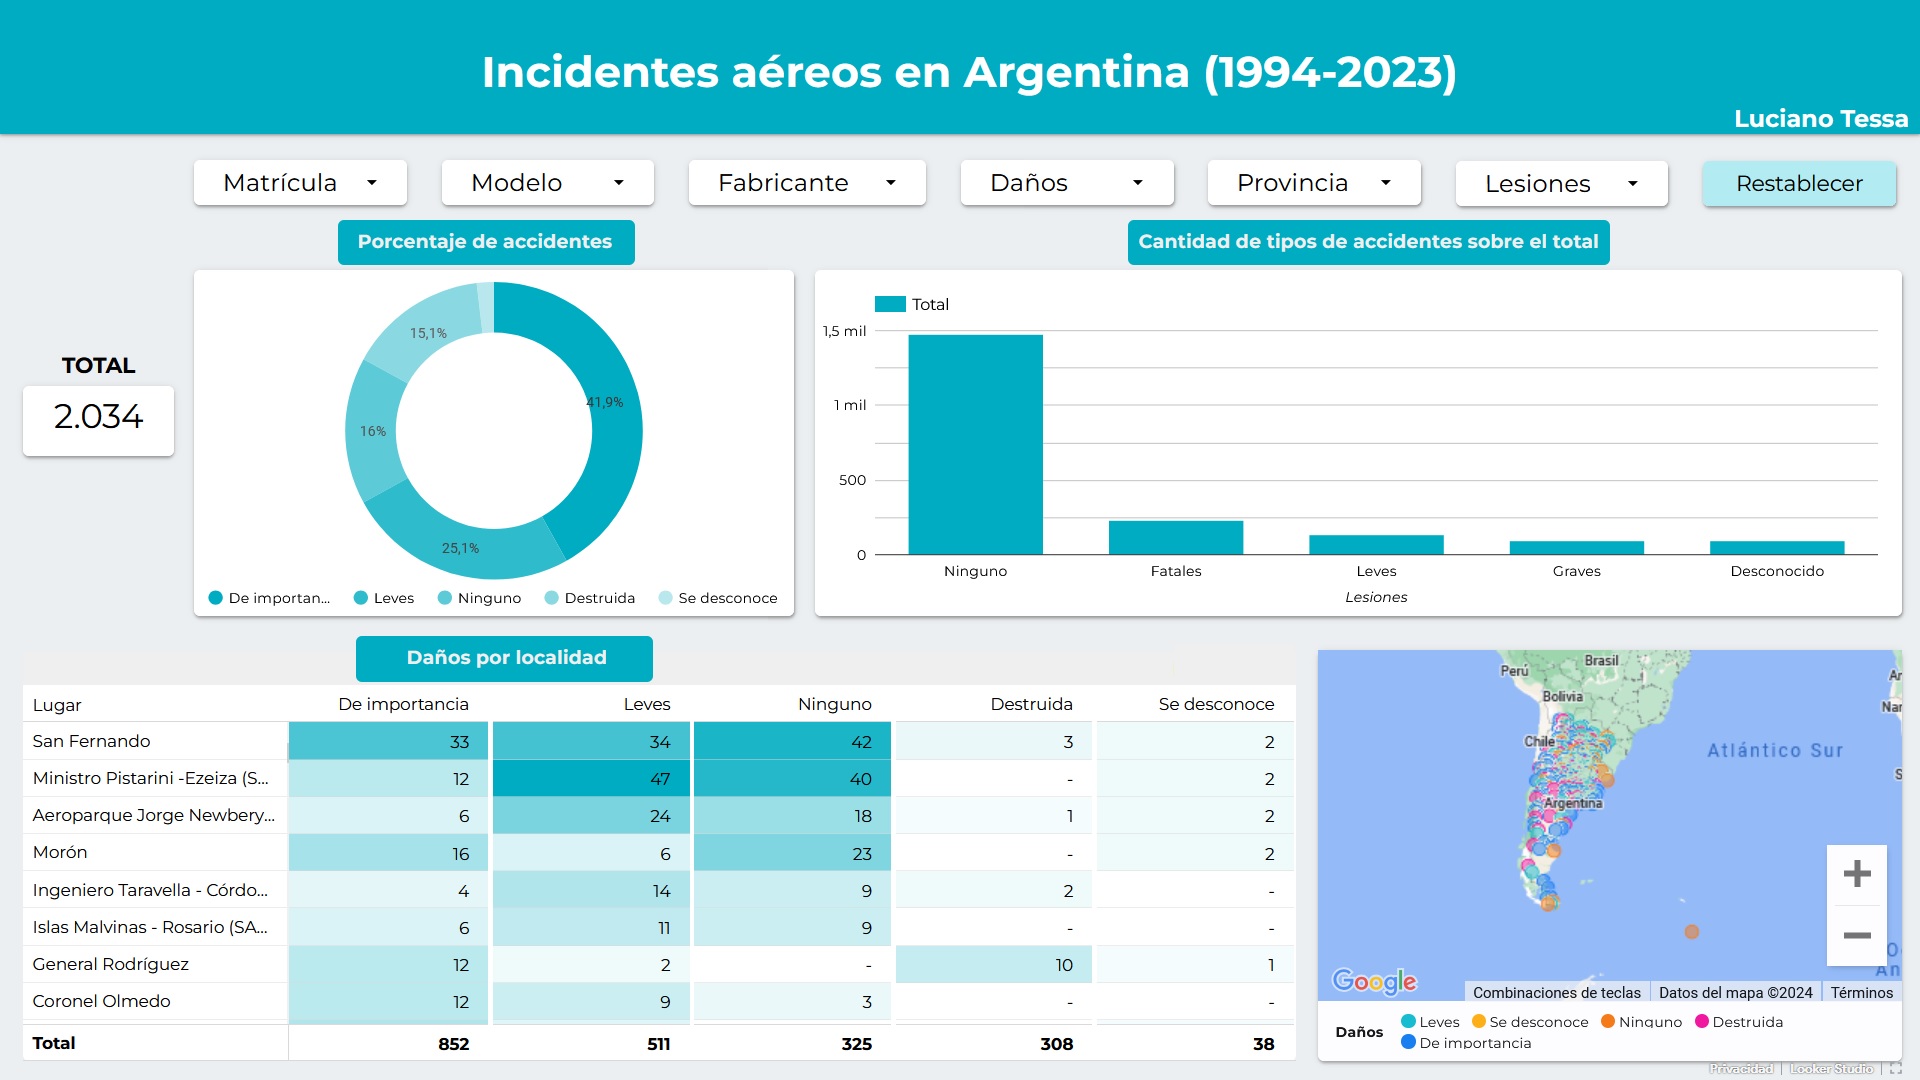 Incidentes aéreos en Argentina (1994-2023)
Luciano Tessa
Matrícula
Modelo
Fabricante
Daños
Provincia
Lesiones
Restablecer
Porcentaje de accidentes
Cantidad de tipos de accidentes sobre el total
TOTAL
2.034
15,1%
41,9%
16%
25,1%
De importan...
Leves
Ninguno
Destruida
Se desconoce
Total
1,5 mil
1 mil
500
0
Ninguno
Fatales
Leves
Graves
Desconocido
Lesiones
Daños por localidad
Lugar De importancia Leves Ninguno Destruida Se desconoce
San Fernando 33 34 42 3 2
Ministro Pistarini -Ezeiza (S... 12 47 40 - 2
Aeroparque Jorge Newbery... 6 24 18 1 2
Morón 16 6 23 - 2
Ingeniero Taravella - Córdo... 4 14 9 2 -
Islas Malvinas - Rosario (SA... 6 11 9 - -
General Rodríguez 12 2 - 10 1
Coronel Olmedo 12 9 3 - -
Total 852 511 325 308 38
Brasil
Perú
Bolivia
Chile
Argentina
Atlántico Sur
An
Nar
S
O
An
Google
Combinaciones de teclas
Datos del mapa ©2024
Términos
Daños
Leves
Se desconoce
Ninguno
Destruida
De importancia
Privacidad
Looker Studio